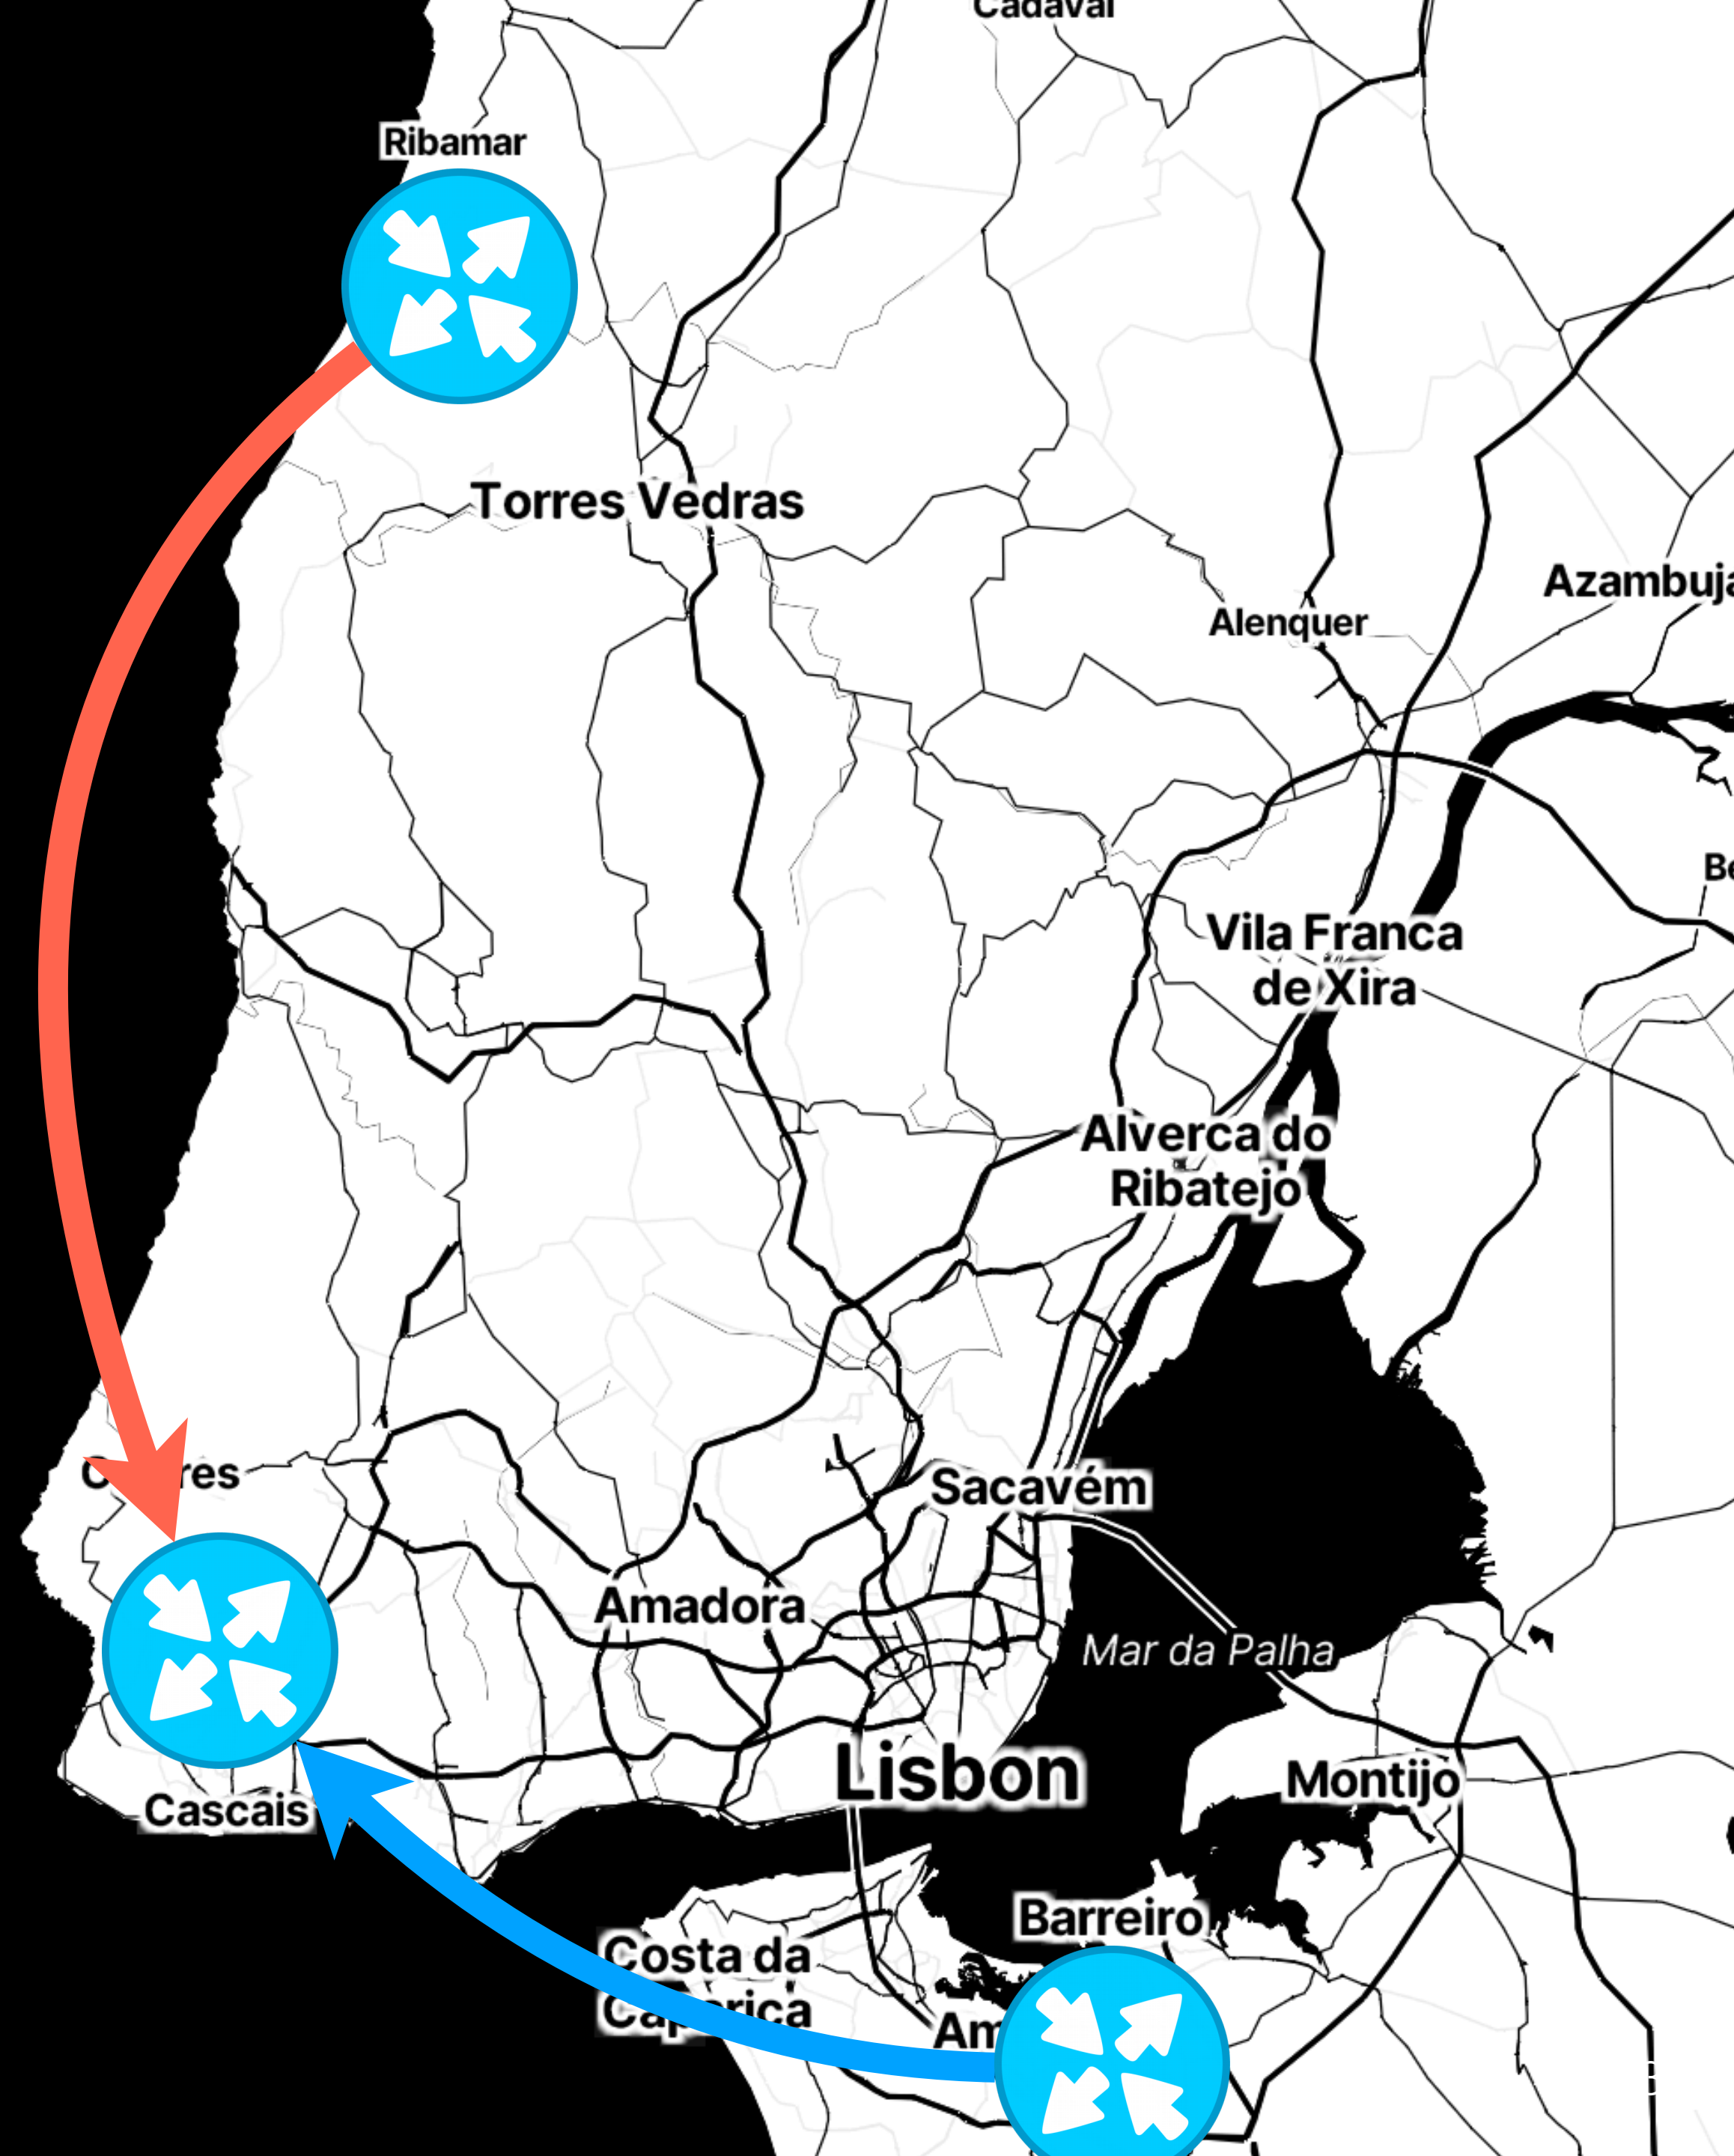 Cadaval
Ribamar
Torres Vedras
Azambuja
Alenquer
Vila Franca
de Xira
Alverca do
Ribatejo
Sacavém
Amadora
Mar da Palha
Lisbon
Montijo
Cascais
Barreiro
Costa da